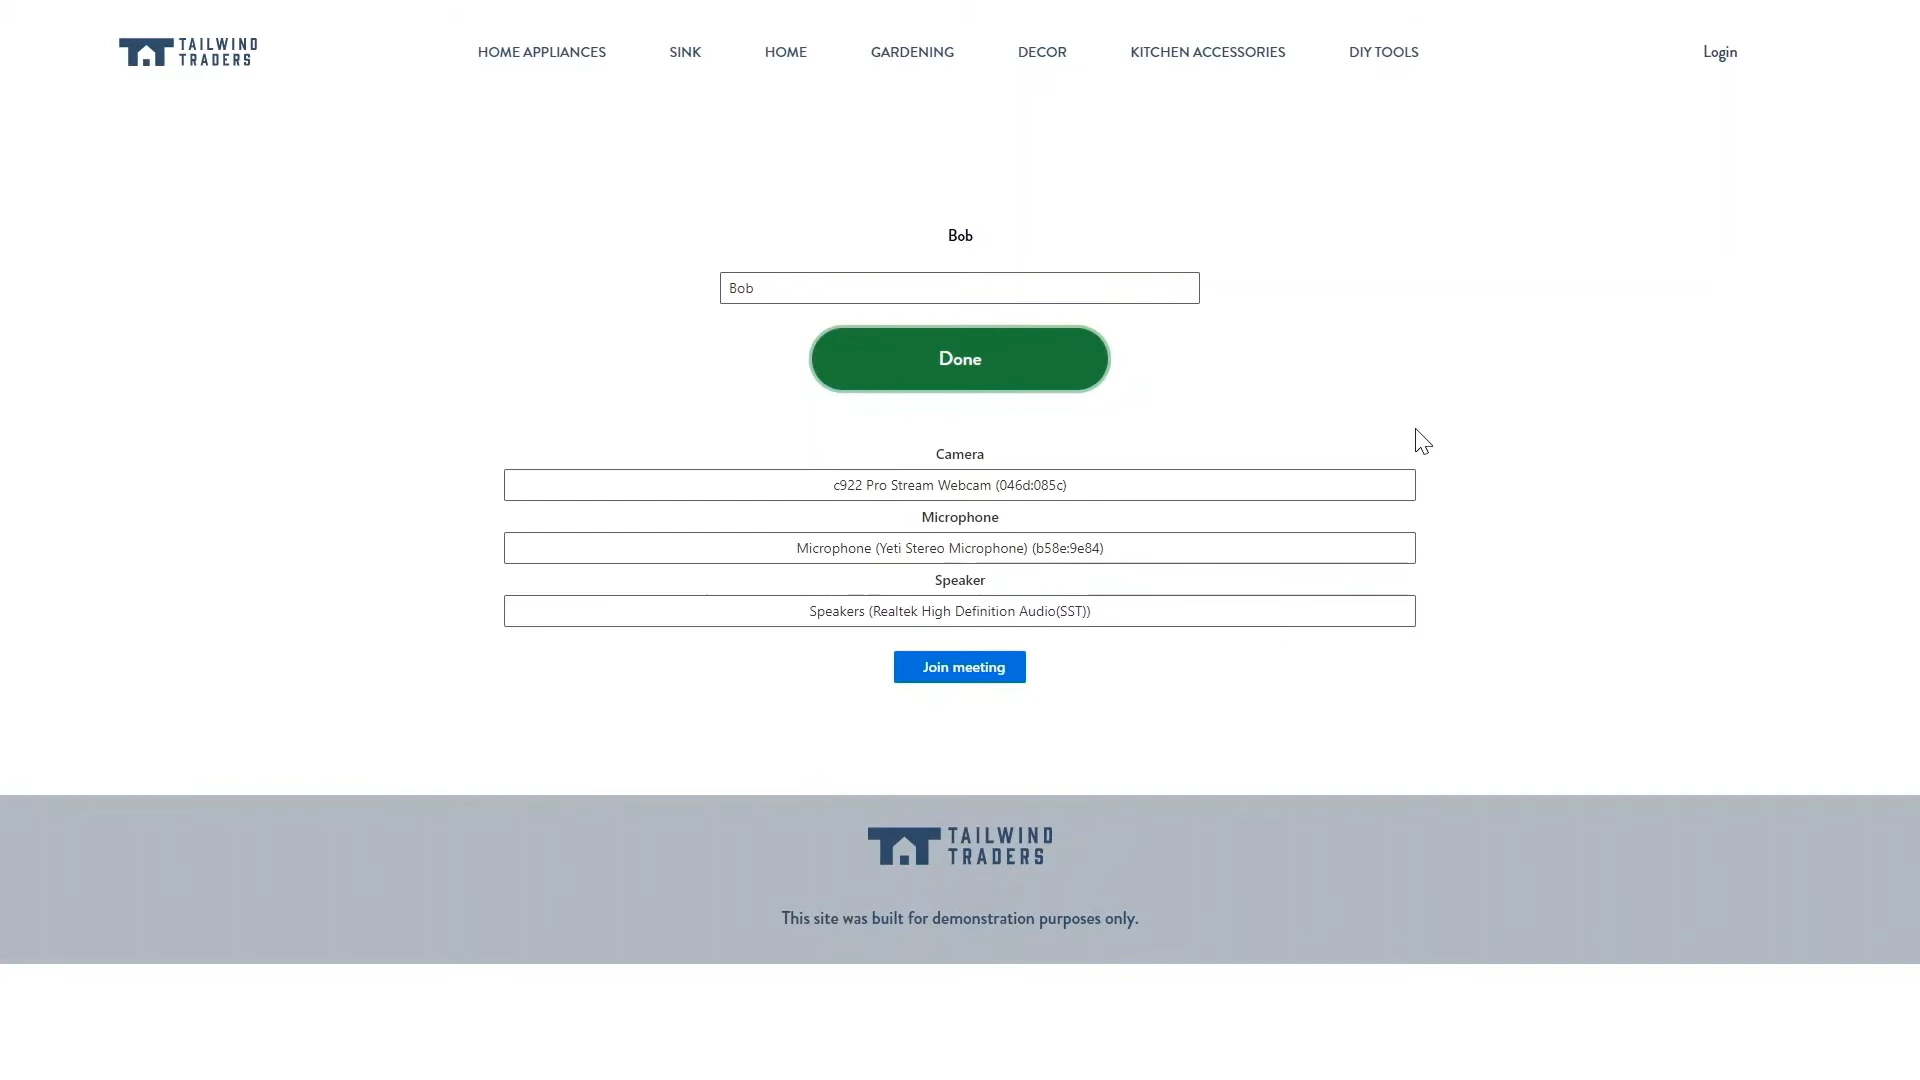 TAILWIND
TRADERS
HOME APPLIANCES SINK HOME GARDENING DECOR KITCHEN ACCESSORIES DIY TOOLS Login
Bob
Bob
Done
Camera
c922 Pro Stream Webcam (046d:085c)
Microphone
Microphone (Yeti Stereo Microphone) (b58e:9e84)
Speaker
Speakers (Realtek High Definition Audio(SST))
Join meeting
TAILWIND
TRADERS
This site was built for demonstration purposes only.